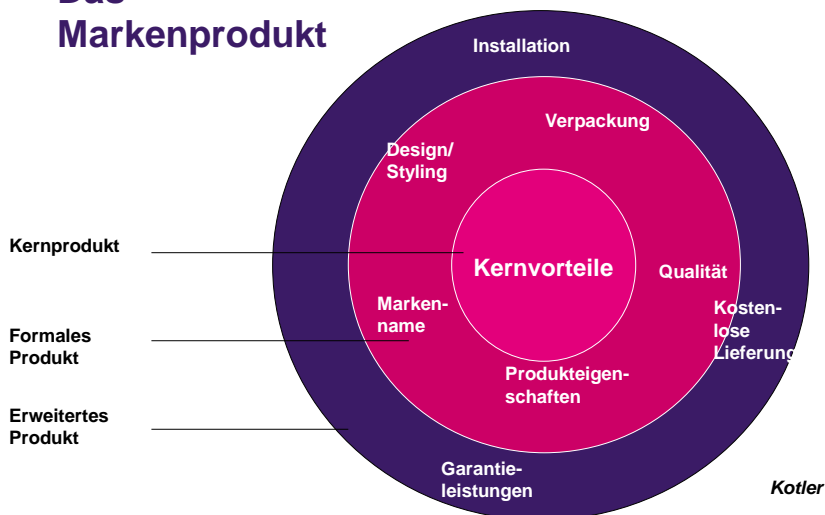 Das
Markenprodukt
Installation
Verpackung
Design/
Styling
Kernprodukt
Kernvorteile
Qualität
Marken-
name
Kosten-
lose
Lieferung
Formales
Produkt
Produkteigen-
schaften
Erweitertes
Produkt
Garantie-
leistungen
Kotler